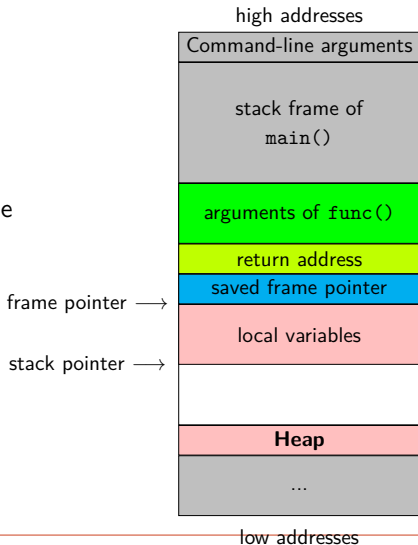 high addresses
Command-line arguments
stack frame of
main()
e
arguments of func()
return address
saved frame pointer
frame pointer →
local variables
stack pointer →
Heap
...
low addresses